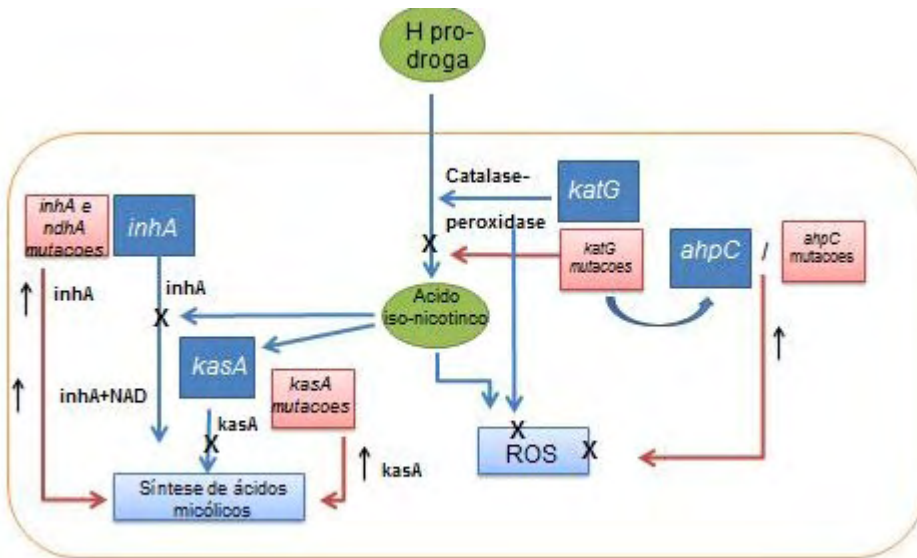 H pro-
droga
Catalase-
peroxidase
katG
katG
mutacoes
ahpC
/
ahpC
mutacoes
inhA e
ndhA
mutacoes
inhA
↑ inhA
inhA
X
X
Acido
iso-nicotinco
kasA
kasA
mutacoes
↑
inhA+NAD
kasA
X
↑ kasA
↑
X
ROS
X
Síntese de ácidos
micólicos